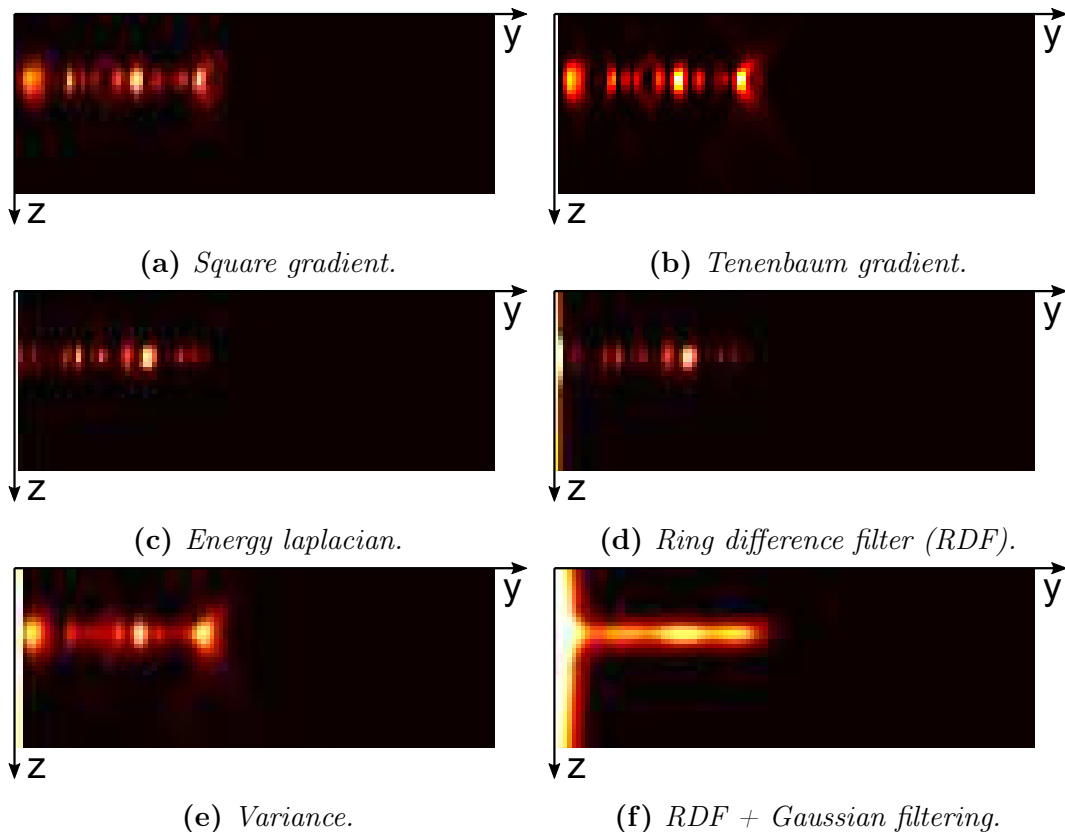 y y
z z
(a) Square gradient. (b) Tenenbaum gradient.
y y
z z
(c) Energy laplacian. (d) Ring difference filter (RDF).
y y
z z
(e) Variance. (f) RDF + Gaussian filtering.